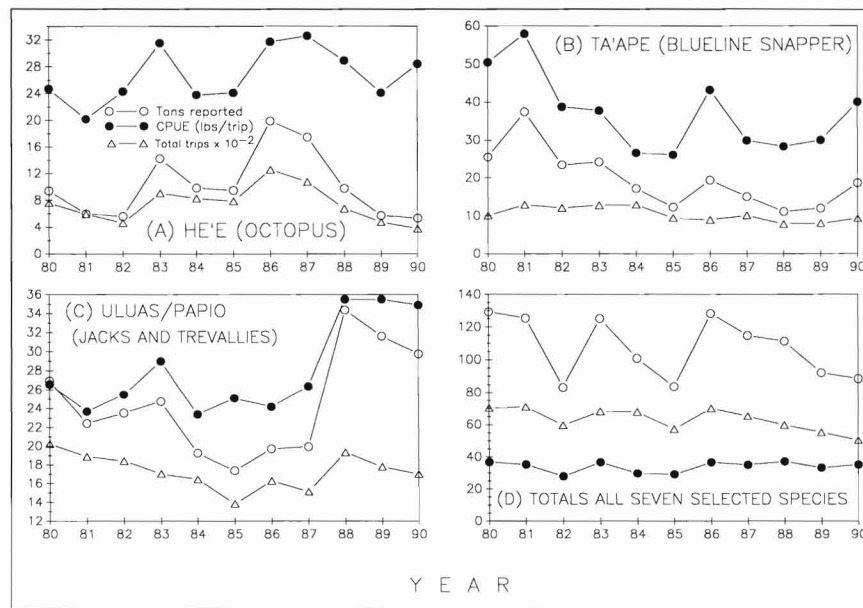 32
28
24
20
16
12
8
4
0
Tons reported
CPUE (lbs/trip)
Total trips x 10⁻²
(A) HE'E (OCTOPUS)
80 81 82 83 84 85 86 87 88 89 90
60
50
40
30
20
10
0
(B) TA'APE (BLUELINE SNAPPER)
80 81 82 83 84 85 86 87 88 89 90
36
34
32
30
28
26
24
22
20
18
16
14
12
(C) ULUAS/PAPIO
(JACKS AND TREVALLIES)
80 81 82 83 84 85 86 87 88 89 90
140
120
100
80
60
40
20
0
(D) TOTALS ALL SEVEN SELECTED SPECIES
80 81 82 83 84 85 86 87 88 89 90
YEAR